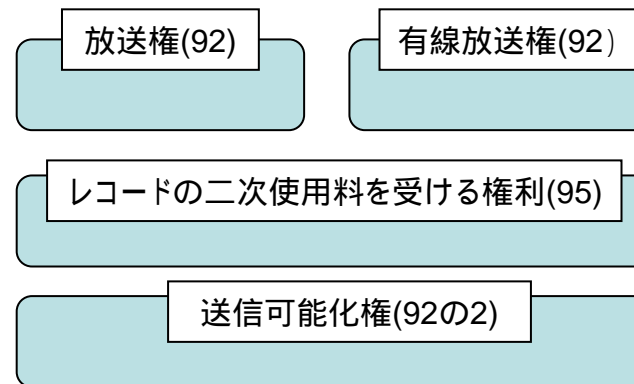 放送権(92)
有線放送権(92)
レコードの二次使用料を受ける権利(95)
送信可能化権(92の2)